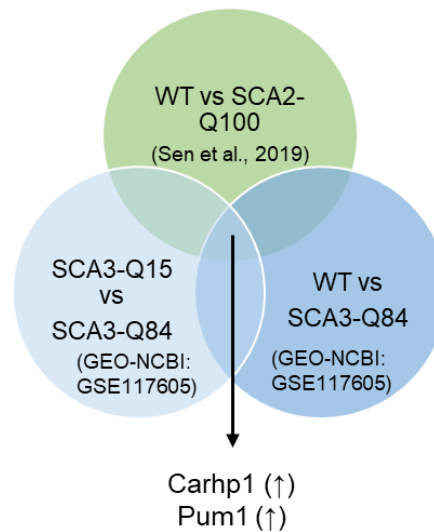 WT vs SCA2-
Q100
(Sen et al., 2019)
SCA3-Q15
vs
SCA3-Q84
(GEO-NCBI:
GSE117605)
WT vs
SCA3-Q84
(GEO-NCBI:
GSE117605)
Carhp1 (↑)
Pum1 (↑)